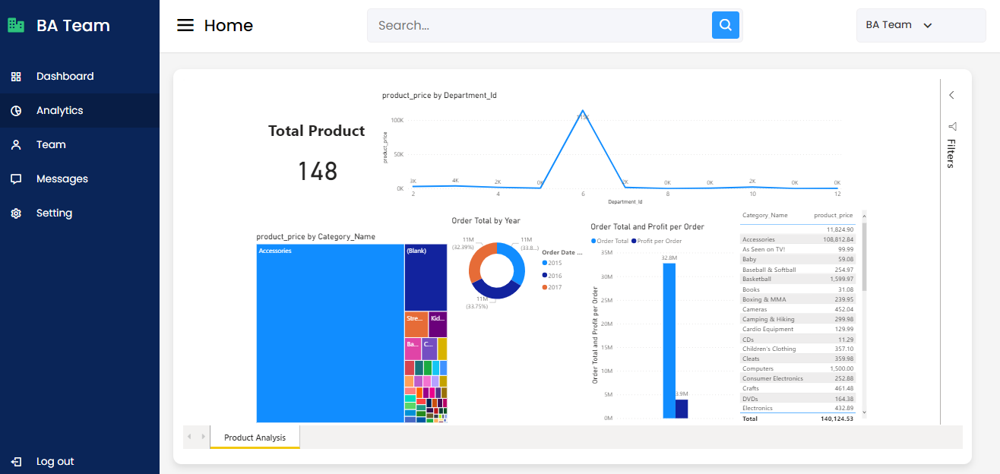 BA Team
Home
Search...
BA Team
Dashboard
Analytics
Team
Messages
Setting
Log out
Total Product
148
product_price by Department_Id
product_price
100K
50K
0K
3K
4K
2K
0K
115K
2K
0K
0K
2K
0K
0K
2
4
6
8
10
12
Department_Id
Filters
product_price by Category_Name
Accessories
(Blank)
Stre...
Kid...
Ba...
C...
Order Total by Year
11M
(32.39%)
11M
(33.8...)
11M
(33.75%)
Order Date ...
2015
2016
2017
Order Total and Profit per Order
Order Total
Profit per Order
Order Total and Profit per Order
35M
30M
25M
20M
15M
10M
5M
0M
32.8M
3.9M
Category_Name product_price
11,824.90
Accessories 108,812.84
As Seen on TV! 99.99
Baby 59.08
Baseball & Softball 254.97
Basketball 1,599.97
Books 31.08
Boxing & MMA 239.95
Cameras 452.04
Camping & Hiking 299.98
Cardio Equipment 129.99
CDs 11.29
Children's Clothing 357.10
Cleats 359.98
Computers 1,500.00
Consumer Electronics 252.88
Crafts 461.48
DVDs 164.38
Electronics 432.89
Total 140,124.53
Product Analysis